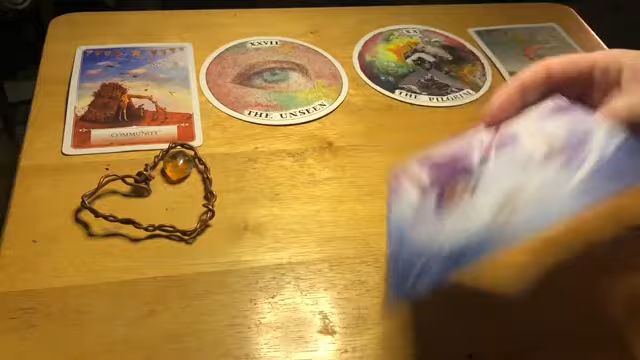 COMMUNITY
XXVII
THE UNSEEN
THE PILGRIM